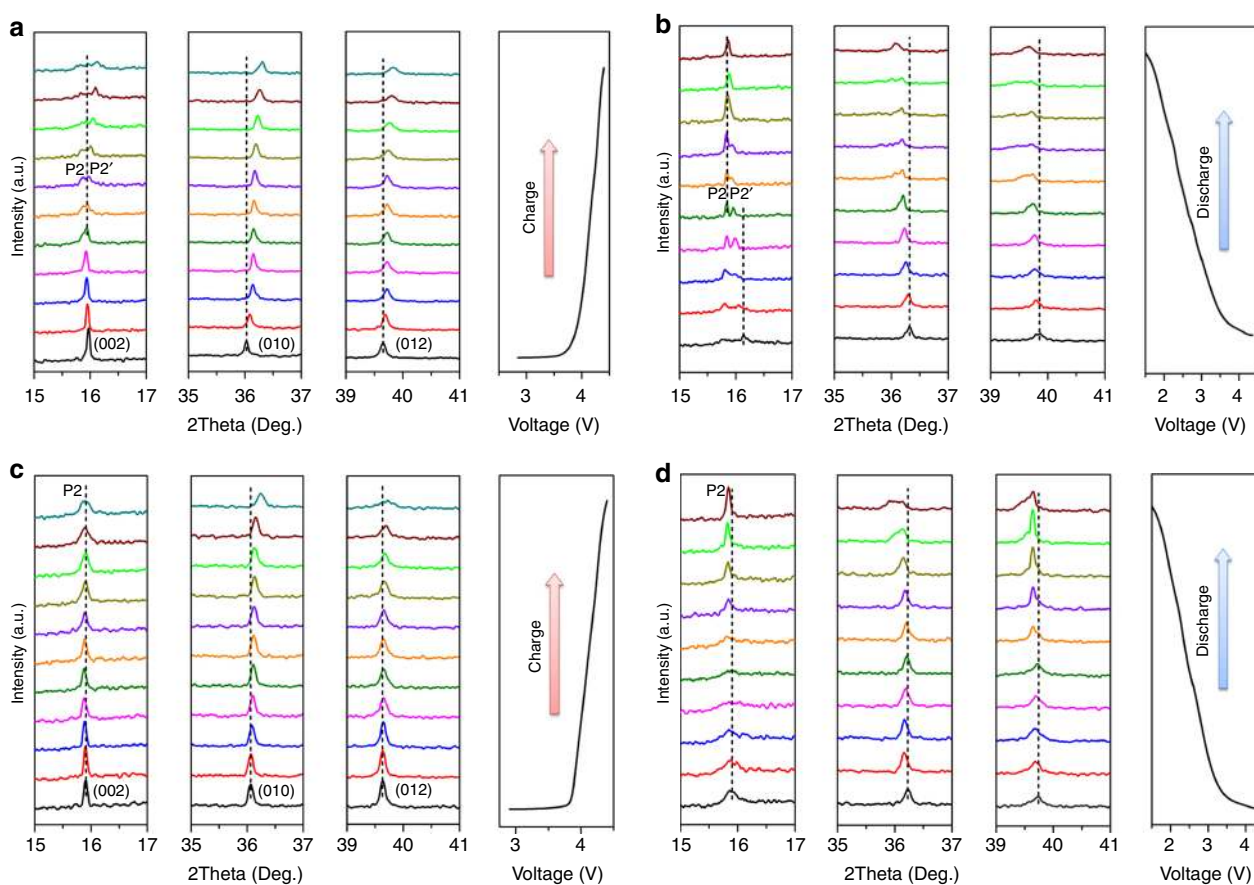 a
Intensity (a.u.)
P2 P2′
(002)
(010)
(012)
Charge
15 16 17
35 36 37
39 40 41
3 4
2Theta (Deg.)
Voltage (V)
b
Intensity (a.u.)
P2 P2′
Discharge
15 16 17
35 36 37
39 40 41
2 3 4
2Theta (Deg.)
Voltage (V)
c
Intensity (a.u.)
P2
(002)
(010)
(012)
Charge
15 16 17
35 36 37
39 40 41
3 4
2Theta (Deg.)
Voltage (V)
d
Intensity (a.u.)
P2
Discharge
15 16 17
35 36 37
39 40 41
2 3 4
2Theta (Deg.)
Voltage (V)